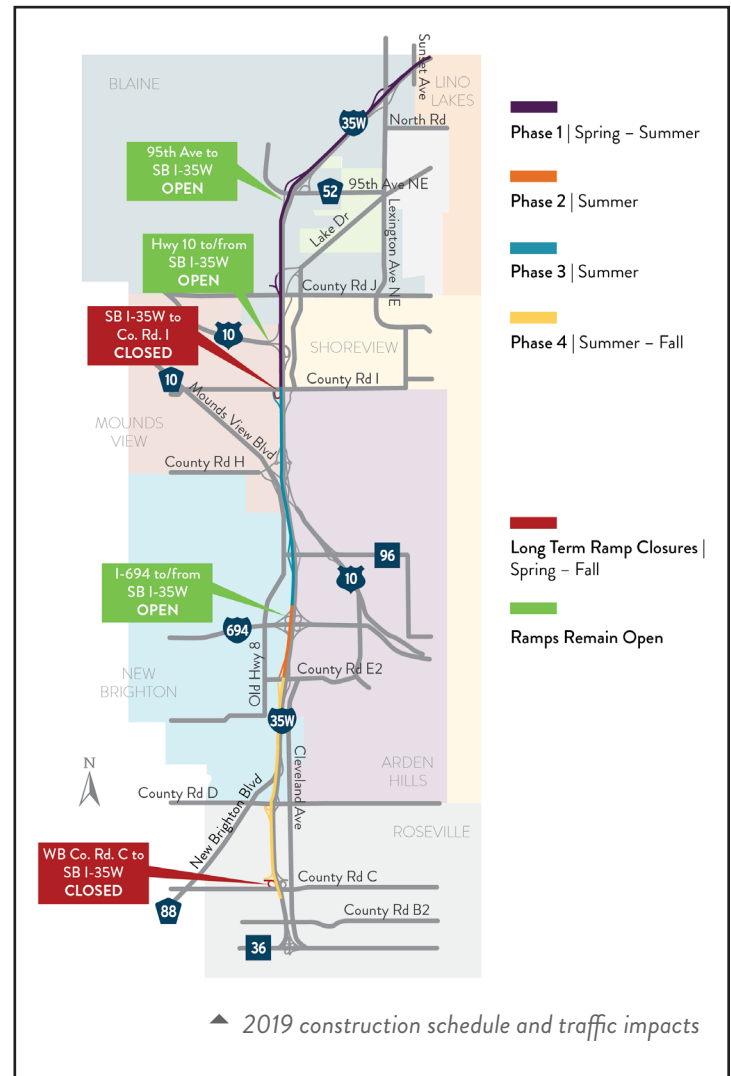 Sunset Ave
BLAINE
LINO
LAKES
35W
North Rd
95th Ave to
SB I-35W
OPEN
52
95th Ave NE
Lake Dr
Lexington Ave NE
Hwy 10 to/from
SB I-35W
OPEN
County Rd J
SB I-35W to
Co. Rd. I
CLOSED
10
SHOREVIEW
10
County Rd I
Mounds View Blvd
MOUNDS
VIEW
County Rd H
96
10
I-694 to/from
SB I-35W
OPEN
694
Old Hwy 8
County Rd E2
NEW
BRIGHTON
35W
Cleveland Ave
N
ARDEN
HILLS
County Rd D
New Brighton Blvd
ROSEVILLE
WB Co. Rd. C to
SB I-35W
CLOSED
County Rd C
88
County Rd B2
36
Phase 1 | Spring – Summer
Phase 2 | Summer
Phase 3 | Summer
Phase 4 | Summer – Fall
Long Term Ramp Closures |
Spring – Fall
Ramps Remain Open
2019 construction schedule and traffic impacts